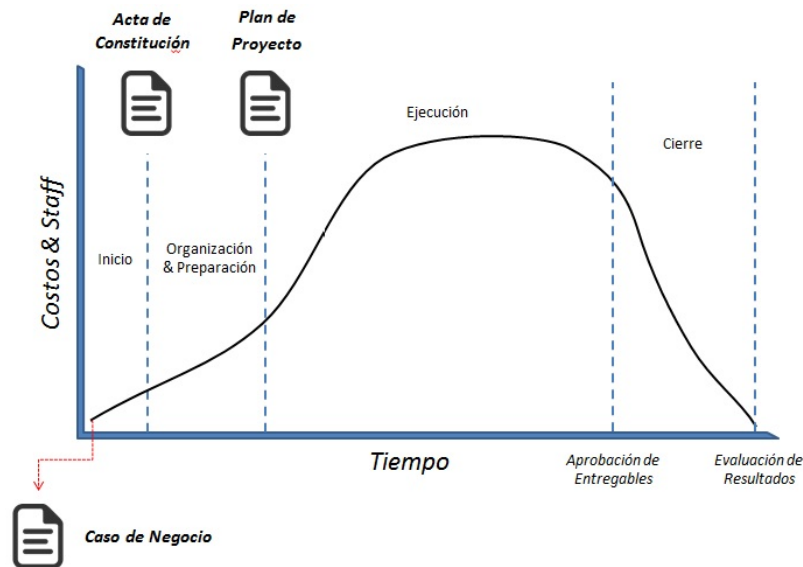 Acta de
Constitución
Plan de
Proyecto
Ejecución
Cierre
Inicio
Organización
& Preparación
Costos & Staff
Tiempo
Aprobación de
Entregables
Evaluación de
Resultados
Caso de Negocio